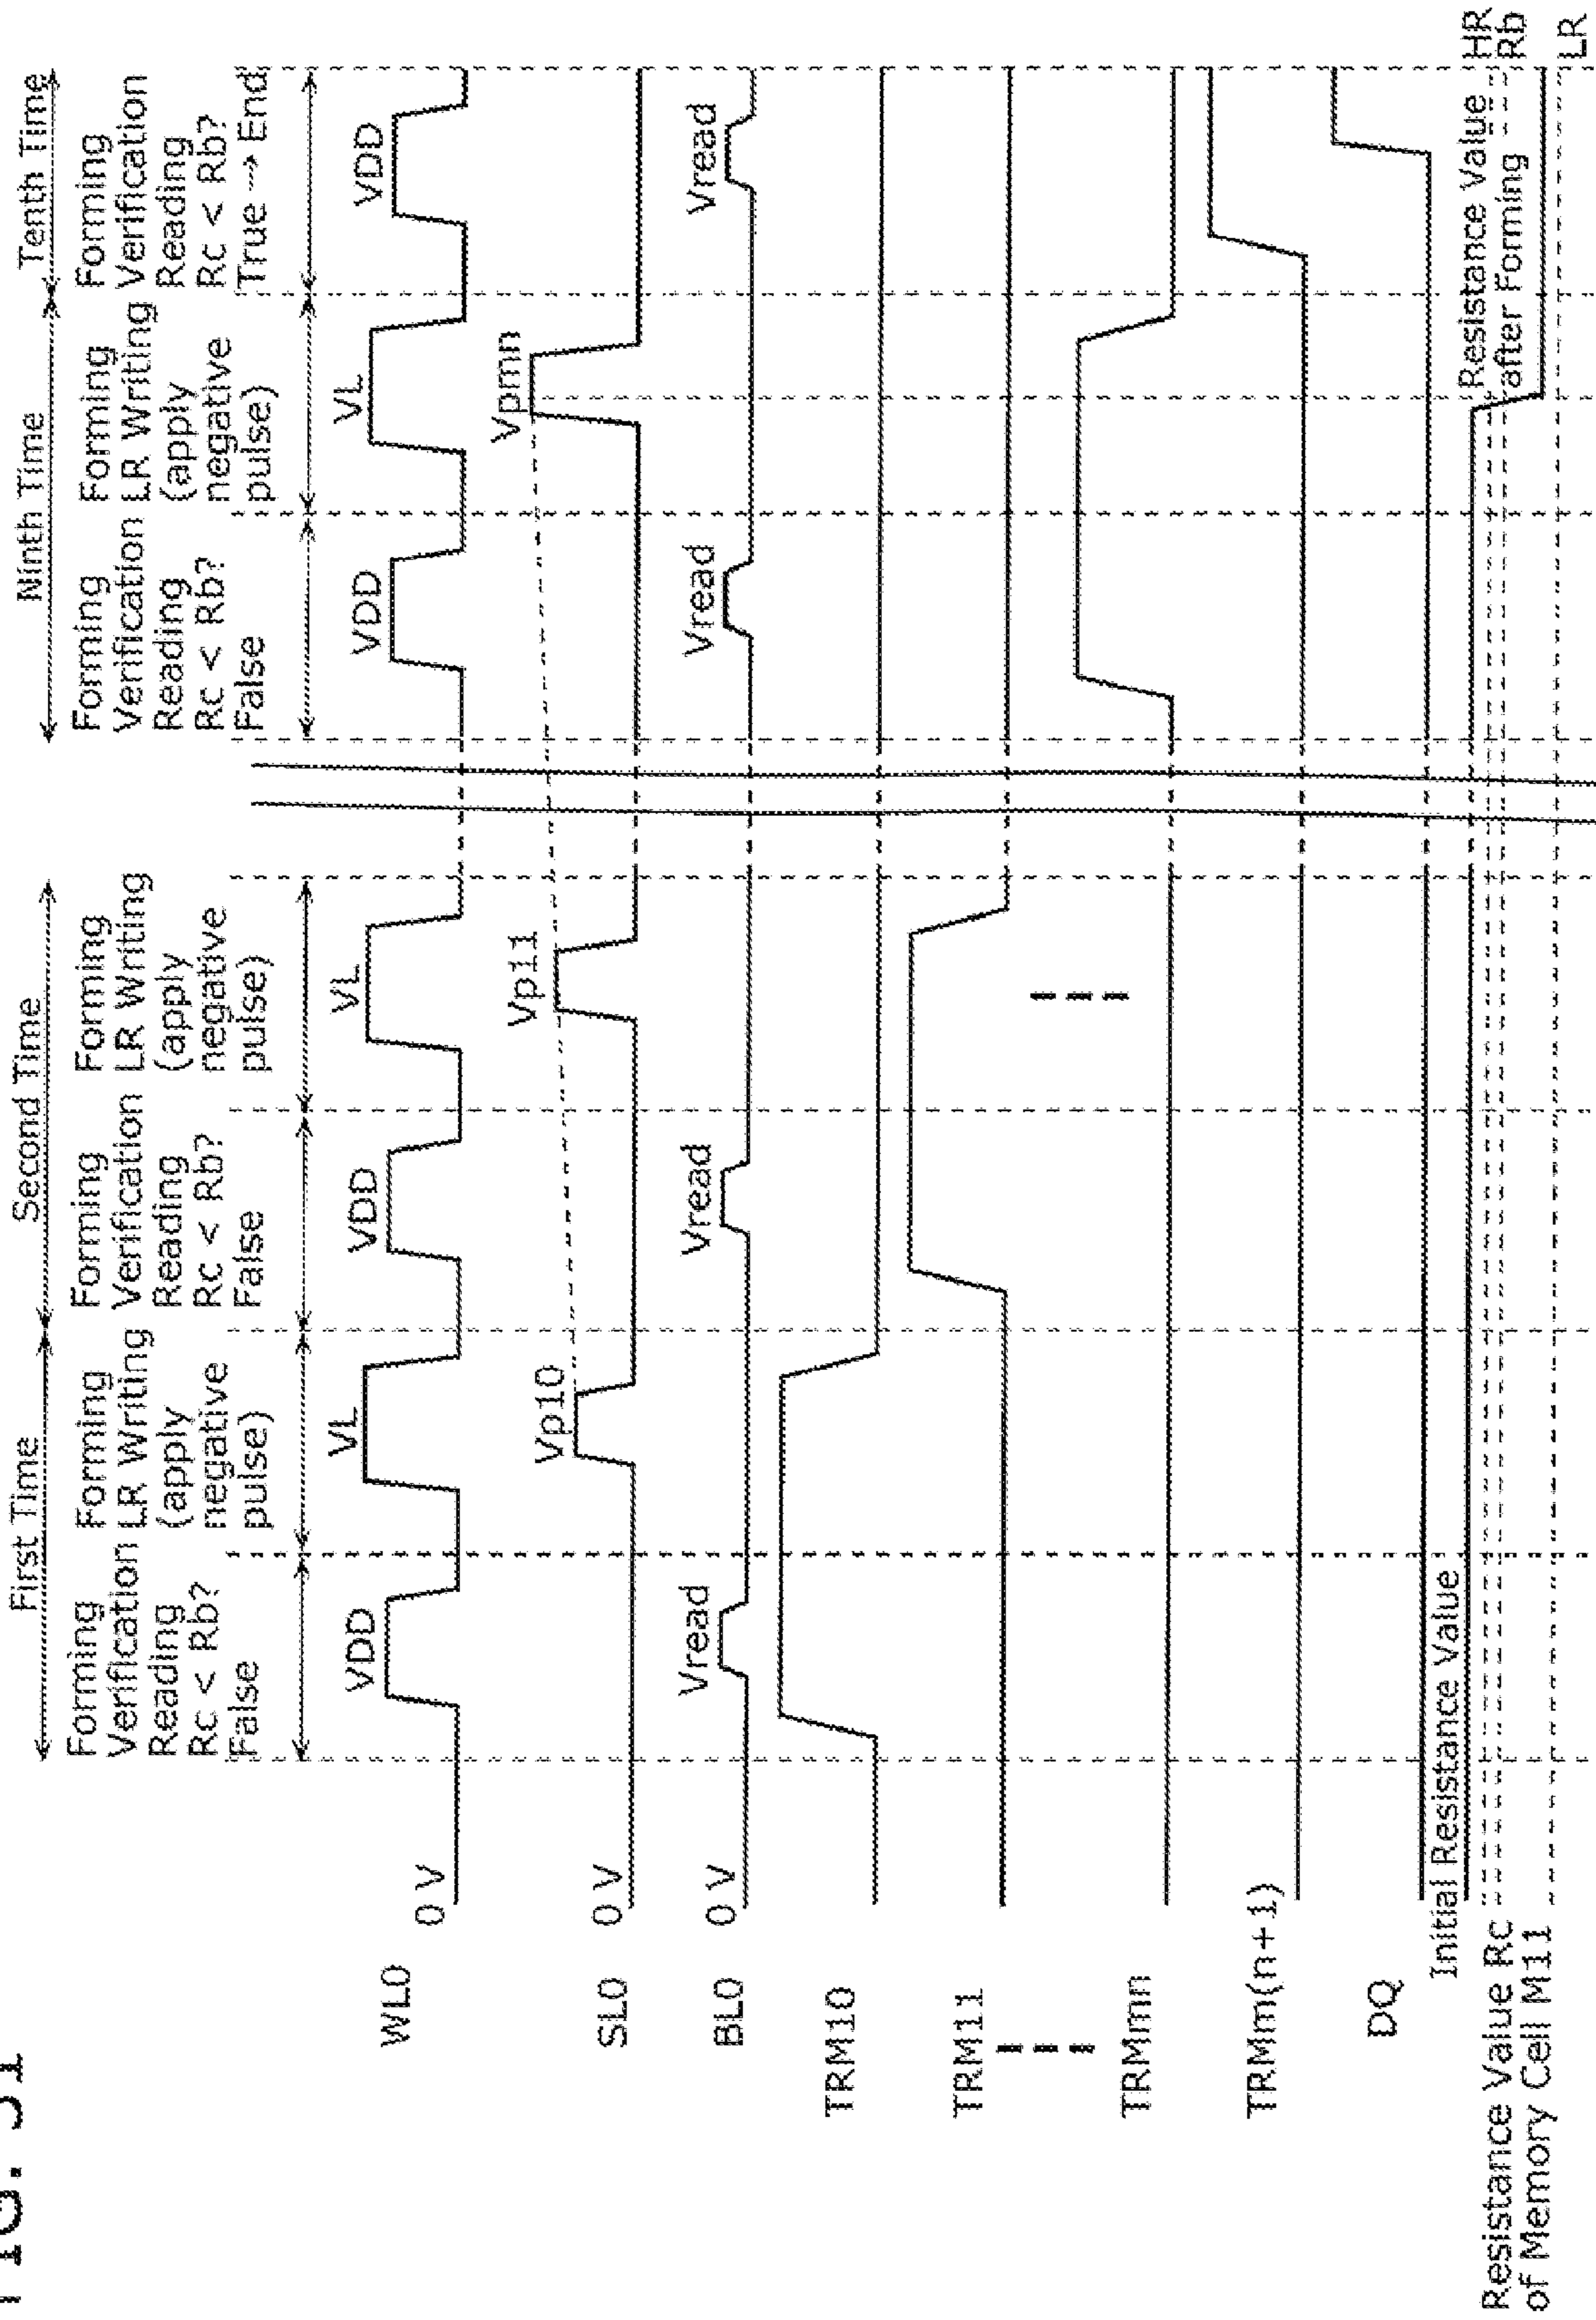 FIG. 31
First Time
Second Time
Ninth Time
Tenth Time
Forming
Verification
Reading
Rc < Rb?
False
Forming
LR Writing
(apply
negative
pulse)
Forming
Verification
Reading
Rc < Rb?
False
Forming
LR Writing
(apply
negative
pulse)
Forming
Verification
Reading
Rc < Rb?
False
Forming
LR Writing
(apply
negative
pulse)
Forming
Verification
Reading
Rc < Rb?
True → End
WL0
0 V
VDD
VL
VDD
VL
VDD
VL
VDD
SL0
0 V
Vp10
Vp11
Vpmn
BL0
0 V
Vread
Vread
Vread
Vread
TRM10
TRM11
TRMmn
TRMm(n+1)
DQ
Initial Resistance Value
Resistance Value Rc
of Memory Cell M11
Resistance Value
after Forming
HR
Rb
LR